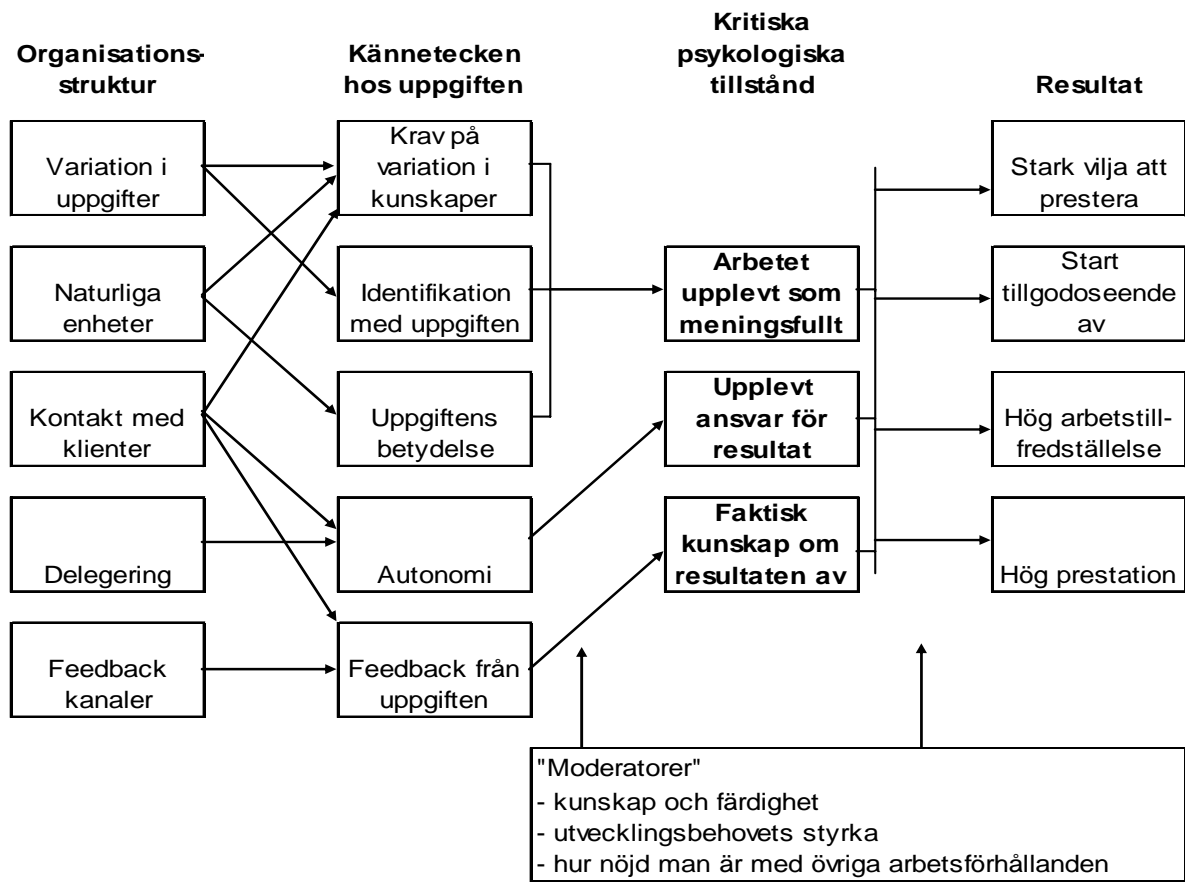 Organisations-
struktur
Kännetecken
hos uppgiften
Kritiska
psykologiska
tillstånd
Resultat
Variation i
uppgifter
Naturliga
enheter
Kontakt med
klienter
Delegering
Feedback
kanaler
Krav på
variation i
kunskaper
Identifikation
med uppgiften
Uppgiftens
betydelse
Autonomi
Feedback från
uppgiften
Arbetet
upplevt som
meningsfullt
Upplevt
ansvar för
resultat
Faktisk
kunskap om
resultaten av
Stark vilja att
prestera
Start
tillgodoseende
av
Hög arbetstill-
fredställelse
Hög prestation
"Moderatorer"
- kunskap och färdighet
- utvecklingsbehovets styrka
- hur nöjd man är med övriga arbetsförhållanden